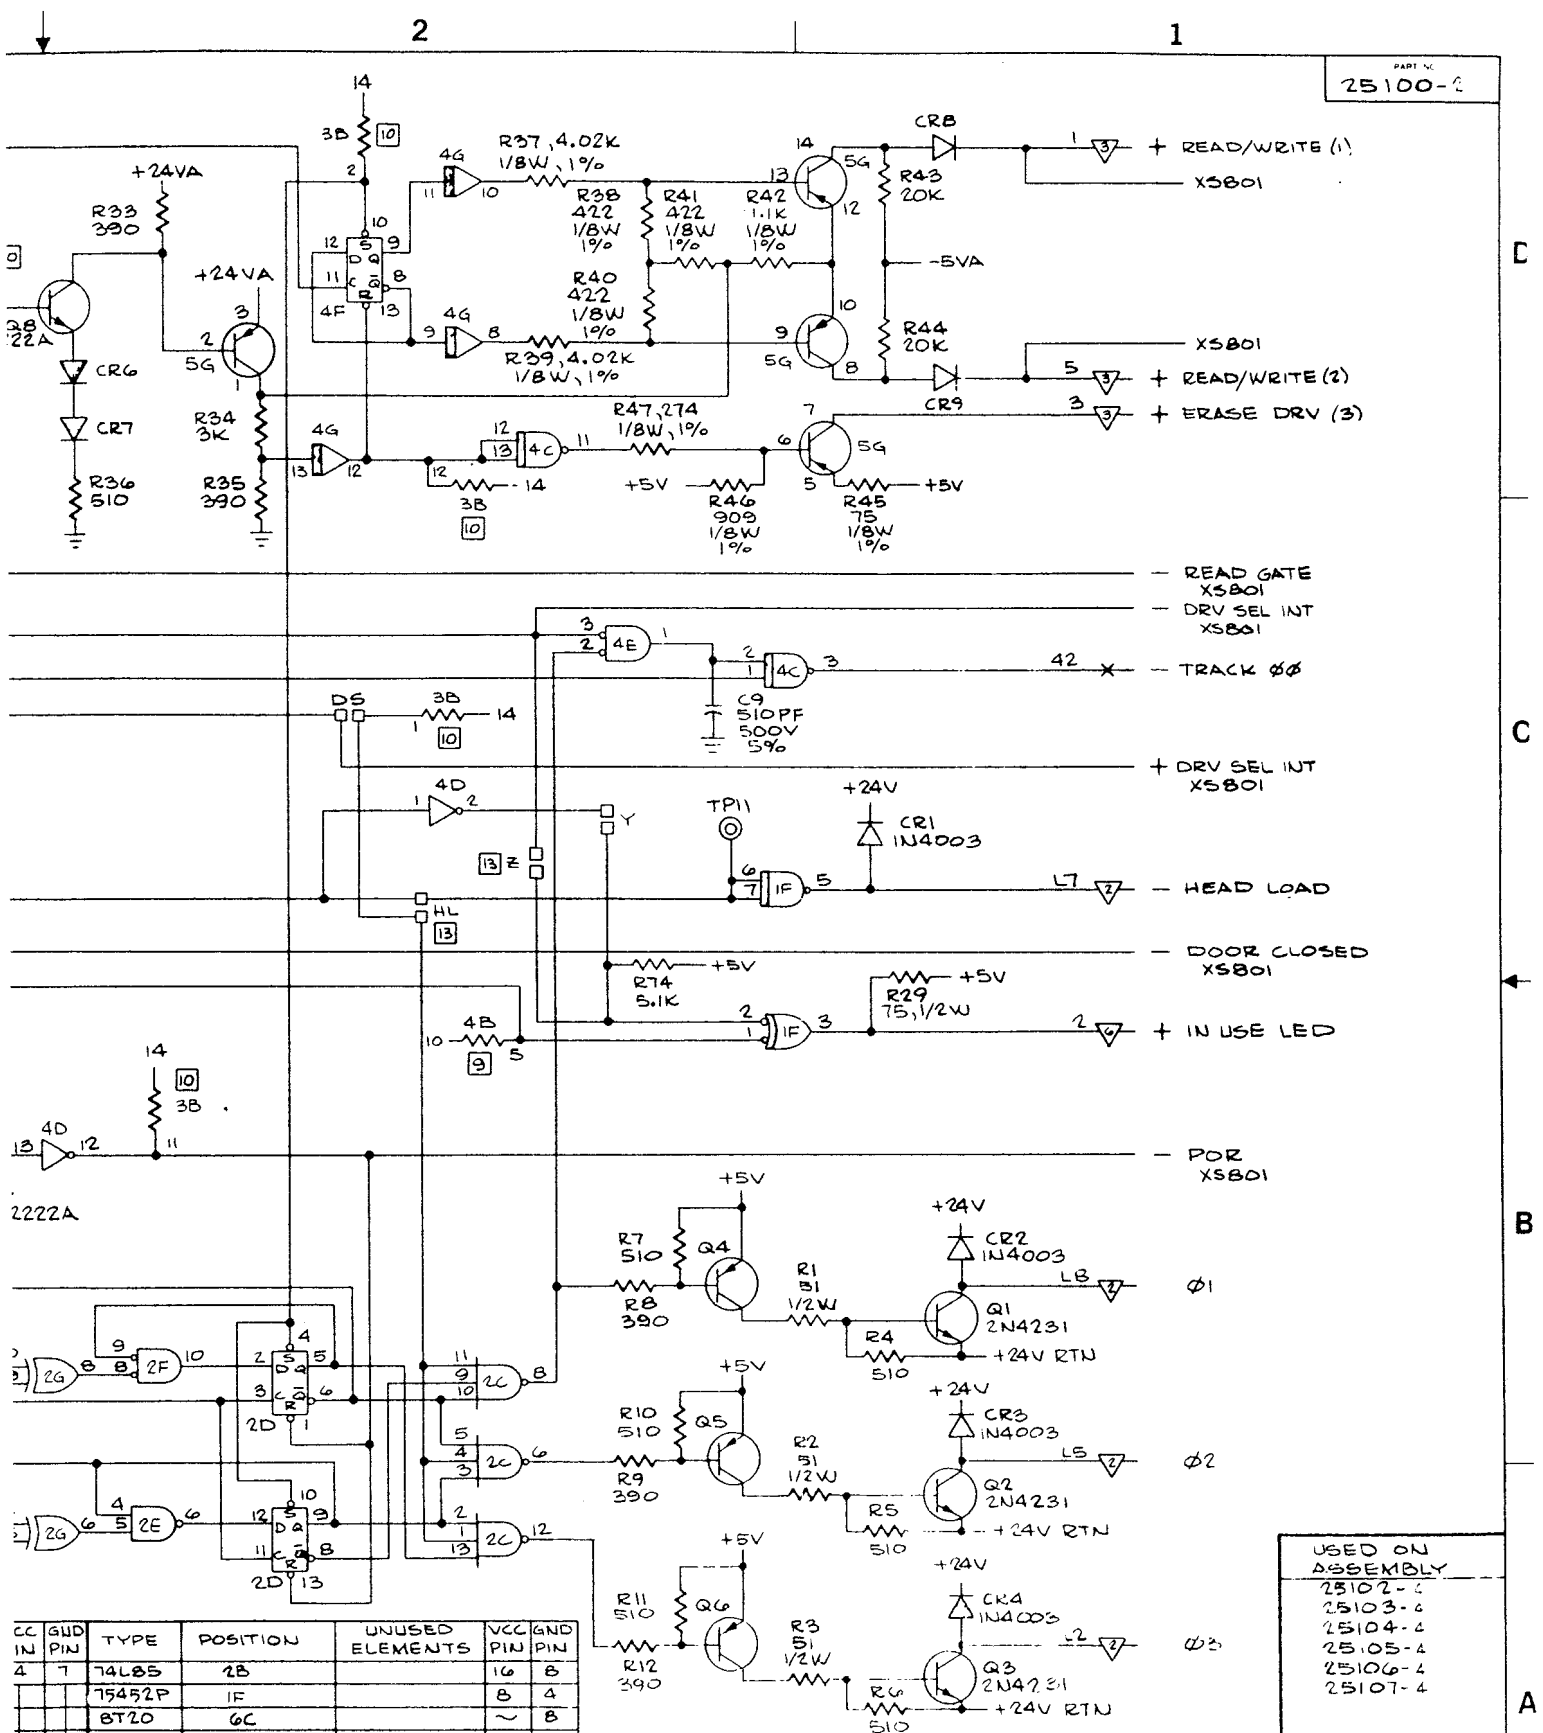 2
1
PART NO
25100-
14
3B
10
2
R37, 4.02K
1/8W, 1%
4G
11
10
R38
422
1/8W
1%
R41
422
1/8W
1%
R42
1.1K
1/8W
1%
13
14
5G
12
CR8
R43
20K
1
3
+ READ/WRITE (1)
XS801
+24VA
R33
390
10
12
D
S
Q
9
11
C
Q
8
R
13
4F
+24VA
R40
422
1/8W
1%
-5VA
D
22A
CR6
CR7
R36
510
3
2
5G
1
R34
3K
R35
390
9
4G
8
R39, 4.02K
1/8W, 1%
10
9
5G
8
R44
20K
CR9
XS801
5
3
+ READ/WRITE (2)
3
3
+ ERASE DRV (3)
4G
13
12
12
3B
10
14
12
13
4C
11
R47, 274
1/8W, 1%
+5V
R46
909
1/8W
1%
7
6
5G
5
R45
75
1/8W
1%
+5V
- READ GATE
XS801
- DRV SEL INT
XS801
3
2
4E
1
2
1
4C
3
42
- TRACK ØØ
C9
510PF
500V
5%
DS
3B
1
10
14
C
+ DRV SEL INT
XS801
4D
1
2
Y
TP11
+24V
CR1
1N4003
13
Z
6
7
1F
5
L7
2
- HEAD LOAD
HL
13
- DOOR CLOSED
XS801
R74
5.1K
+5V
R29
75, 1/2W
+5V
10
4B
9
5
2
1
1F
3
2
6
+ IN USE LED
14
10
3B
4D
13
12
11
- POR
XS801
2222A
+5V
R7
510
Q4
R8
390
R1
51
1/2W
R4
510
+24V
CR2
1N4003
L8
2
Ø1
B
Q1
2N4231
+24V RTN
2G
8
9
8
2F
10
2
D
S
4
Q
5
3
C
Q
6
R
1
2D
11
9
10
2C
8
+5V
R10
510
Q5
R9
390
R2
51
1/2W
R5
510
+24V
CR3
1N4003
L5
2
Ø2
Q2
2N4231
+24V RTN
5
4
3
2C
6
2G
6
4
5
2E
6
12
D
S
10
Q
9
11
C
Q
8
R
13
2D
2
1
13
2C
12
+5V
R11
510
Q6
R12
390
R3
51
1/2W
R6
510
+24V
CR4
1N4003
L2
2
Ø3
Q3
2N4231
+24V RTN
USED ON
ASSEMBLY
25102-
25103-
25104-
25105-
25106-
25107-
CC IN GND PIN TYPE POSITION UNUSED ELEMENTS VCC PIN GND PIN
4 7 74L85 2B 16 8
75452P 1F 8 4
8T20 6C ~ 8
A